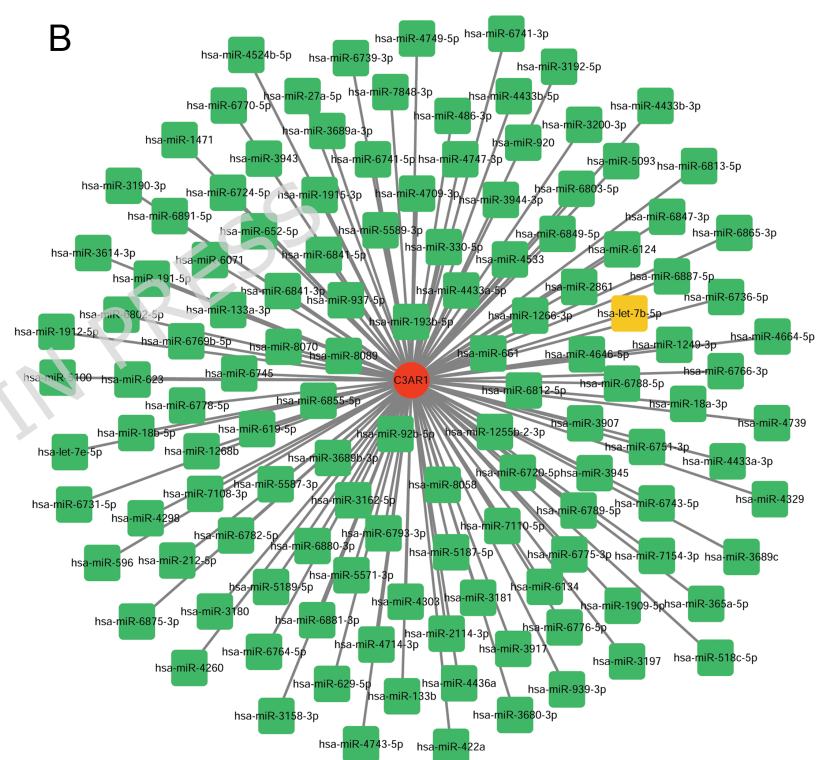 B
hsa-miR-4749-5p
hsa-miR-6741-3p
hsa-miR-4524b-5p
hsa-miR-6739-3p
hsa-miR-3192-5p
hsa-miR-27a-5p
hsa-miR-7848-3p
hsa-miR-4433b-5p
hsa-miR-6770-5p
hsa-miR-4433b-3p
hsa-miR-486-3p
hsa-miR-3689a-3p
hsa-miR-3200-3p
hsa-miR-1471
hsa-miR-920
hsa-miR-3943
hsa-miR-6741-5p
hsa-miR-4747-3p
hsa-miR-5093
hsa-miR-6813-5p
hsa-miR-3190-3p
hsa-miR-6724-5p
hsa-miR-1915-3p
hsa-miR-4709-3p
hsa-miR-3944-3p
hsa-miR-6803-5p
hsa-miR-6891-5p
hsa-miR-6847-3p
hsa-miR-652-5p
hsa-miR-5589-3p
hsa-miR-6849-5p
hsa-miR-6865-3p
hsa-miR-330-5p
hsa-miR-6124
hsa-miR-3614-3p
hsa-miR-6071
hsa-miR-6841-5p
hsa-miR-4533
hsa-miR-191-5p
hsa-miR-6887-5p
hsa-miR-6841-3p
hsa-miR-4433a-5p
hsa-miR-2861
hsa-miR-937-5p
hsa-miR-6736-5p
hsa-miR-133a-3p
hsa-miR-6802-5p
hsa-miR-193b-5p
hsa-miR-1266-3p
hsa-let-7b-5p
hsa-miR-1912-5p
hsa-miR-4664-5p
hsa-miR-6769b-5p
hsa-miR-8070
hsa-miR-1249-3p
hsa-miR-8089
hsa-miR-661
hsa-miR-4646-5p
hsa-miR-6745
hsa-miR-6766-3p
hsa-miR-623
C3AR1
hsa-miR-6788-5p
hsa-miR-6812-5p
hsa-miR-6855-5p
hsa-miR-6778-5p
hsa-miR-18a-3p
hsa-miR-3907
hsa-miR-4739
hsa-miR-619-5p
hsa-miR-18b-5p
hsa-miR-92b-5p
hsa-miR-1255b-2-3p
hsa-miR-6751-3p
hsa-let-7e-5p
hsa-miR-1268b
hsa-miR-3689b-3p
hsa-miR-4433a-3p
hsa-miR-6720-5p
hsa-miR-3945
hsa-miR-5587-3p
hsa-miR-8058
hsa-miR-7108-3p
hsa-miR-3162-5p
hsa-miR-4329
hsa-miR-6731-5p
hsa-miR-6743-5p
hsa-miR-6789-5p
hsa-miR-4298
hsa-miR-7110-5p
hsa-miR-6782-5p
hsa-miR-6793-3p
hsa-miR-6880-3p
hsa-miR-5187-5p
hsa-miR-6775-3p
hsa-miR-7154-3p
hsa-miR-3689c
hsa-miR-596
hsa-miR-212-5p
hsa-miR-5571-3p
hsa-miR-5189-5p
hsa-miR-6134
hsa-miR-3181
hsa-miR-4303
hsa-miR-1909-5p
hsa-miR-365a-5p
hsa-miR-3180
hsa-miR-6875-3p
hsa-miR-6881-3p
hsa-miR-6776-5p
hsa-miR-2114-3p
hsa-miR-4714-3p
hsa-miR-3917
hsa-miR-6764-5p
hsa-miR-518c-5p
hsa-miR-3197
hsa-miR-4260
hsa-miR-629-5p
hsa-miR-4436a
hsa-miR-939-3p
hsa-miR-133b
hsa-miR-3158-3p
hsa-miR-3680-3p
hsa-miR-4743-5p
hsa-miR-422a
IN PRESS